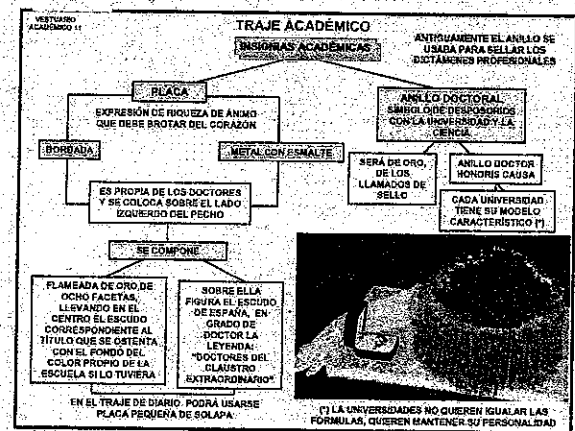 VESTUARIO
ACADÉMICO 11
TRAJE ACADÉMICO
INSIGNIAS ACADÉMICAS
ANTIGUAMENTE EL ANILLO SE
USABA PARA SELLAR LOS
DICTÁMENES PROFESIONALES
PLACA
EXPRESIÓN DE RIQUEZA DE ÁNIMO
QUE DEBE BROTAR DEL CORAZÓN
BORDADA
METAL CON ESMALTE
ES PROPIA DE LOS DOCTORES
Y SE COLOCA SOBRE EL LADO
IZQUIERDO DEL PECHO
SE COMPONE
FLAMEADA DE ORO DE
OCHO FACETAS,
LLEVANDO EN EL
CENTRO EL ESCUDO
CORRESPONDIENTE AL
TÍTULO QUE SE OSTENTA
CON EL FONDO DEL
COLOR PROPIO DE LA
ESCUELA SI LO TUVIERA
SOBRE ELLA
FIGURA EL ESCUDO
DE ESPAÑA, EN
GRADO DE
DOCTOR LA
LEYENDA:
"DOCTORES DEL
CLAUSTRO
EXTRAORDINARIO"
EN EL TRAJE DE DIARIO PODRÁ USARSE
PLACA PEQUEÑA DE SOLAPA
ANILLO DOCTORAL
SÍMBOLO DE DESPOSORIOS
CON LA UNIVERSIDAD Y LA
CIENCIA
SERÁ DE ORO,
DE LOS
LLAMADOS DE
SELLO
ANILLO DOCTOR
HONORIS CAUSA
CADA UNIVERSIDAD
TIENE SU MODELO
CARACTERÍSTICO (*)
(*) LA UNIVERSIDADES NO QUIEREN IGUALAR LAS
FÓRMULAS, QUIEREN MANTENER SU PERSONALIDAD